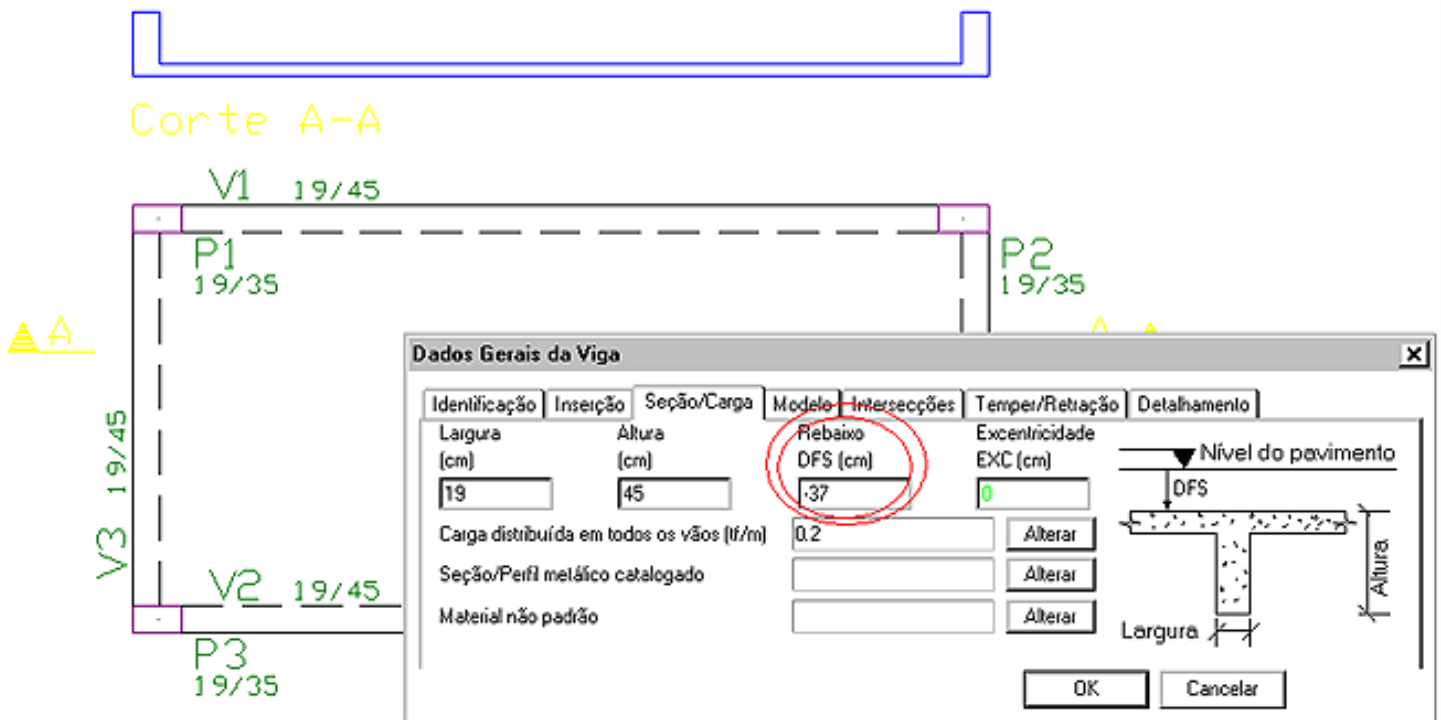 Corte A-A
V1 19/45
P1
19/35
P2
19/35
A
A
V3 19/45
V2 19/45
P3
19/35
Dados Gerais da Viga
Identificação Inserção Seção/Carga Modelo Intersecções Temper/Retração Detalhamento
Largura Altura Rebaixo Excentricidade
(cm) (cm) DFS (cm) EXC (cm)
19 45 -37 0
Nível do pavimento
DFS
Altura
Largura
Carga distribuída em todos os vãos (tf/m) 0.2 Alterar
Seção/Perfil metálico catalogado Alterar
Material não padrão Alterar
OK Cancelar